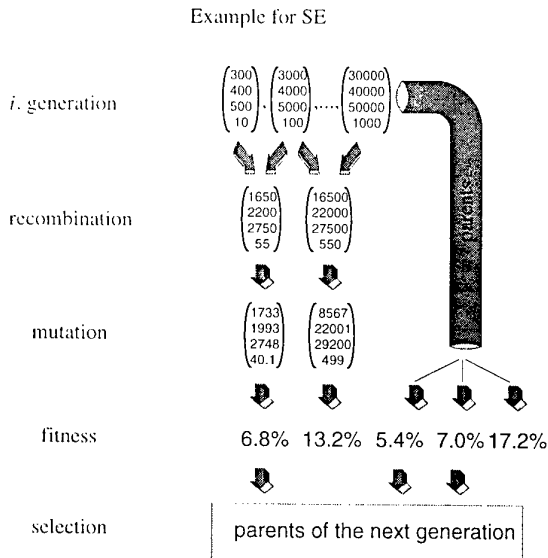 Example for SE
i. generation
300 3000 30000
400 4000 40000
500 , 5000 ..... 50000
10 100 1000
parents
recombination
1650 16500
2200 22000
2750 27500
55 550
mutation
1733 8567
1993 22001
2748 29200
40.1 499
fitness 6.8% 13.2% 5.4% 7.0% 17.2%
selection parents of the next generation